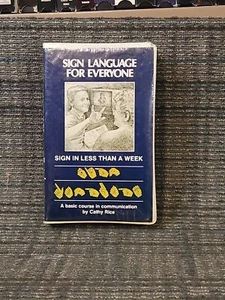 SIGN LANGUAGE
FOR EVERYONE
SIGN IN LESS THAN A WEEK
A basic course in communication
by Cathy Rice